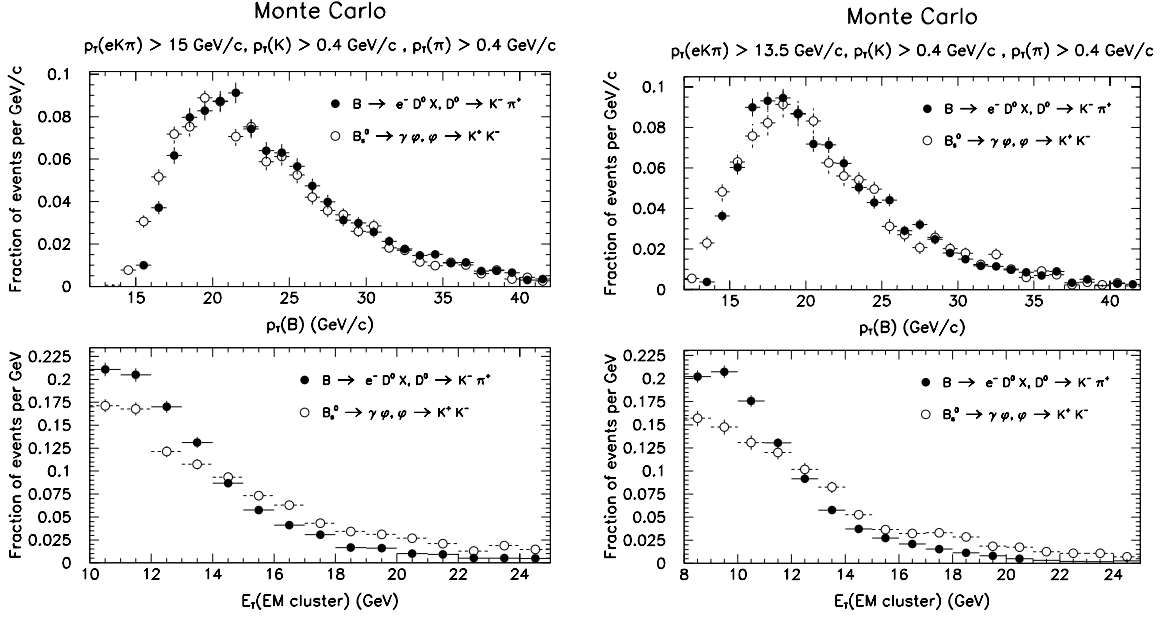 Monte Carlo
p_T(eKπ) > 15 GeV/c, p_T(K) > 0.4 GeV/c , p_T(π) > 0.4 GeV/c
Fraction of events per GeV/c
0.1
0.08
0.06
0.04
0.02
0
● B → e⁻ D⁰ X, D⁰ → K⁻ π⁺
○ B_s⁰ → γ φ, φ → K⁺ K⁻
15 20 25 30 35 40
p_T(B) (GeV/c)
Fraction of events per GeV
0.225
0.2
0.175
0.15
0.125
0.1
0.075
0.05
0.025
0
● B → e⁻ D⁰ X, D⁰ → K⁻ π⁺
○ B_s⁰ → γ φ, φ → K⁺ K⁻
10 12 14 16 18 20 22 24
E_T(EM cluster) (GeV)
Monte Carlo
p_T(eKπ) > 13.5 GeV/c, p_T(K) > 0.4 GeV/c , p_T(π) > 0.4 GeV/c
Fraction of events per GeV/c
0.1
0.08
0.06
0.04
0.02
0
● B → e⁻ D⁰ X, D⁰ → K⁻ π⁺
○ B_s⁰ → γ φ, φ → K⁺ K⁻
15 20 25 30 35 40
p_T(B) (GeV/c)
Fraction of events per GeV
0.225
0.2
0.175
0.15
0.125
0.1
0.075
0.05
0.025
0
● B → e⁻ D⁰ X, D⁰ → K⁻ π⁺
○ B_s⁰ → γ φ, φ → K⁺ K⁻
8 10 12 14 16 18 20 22 24
E_T(EM cluster) (GeV)